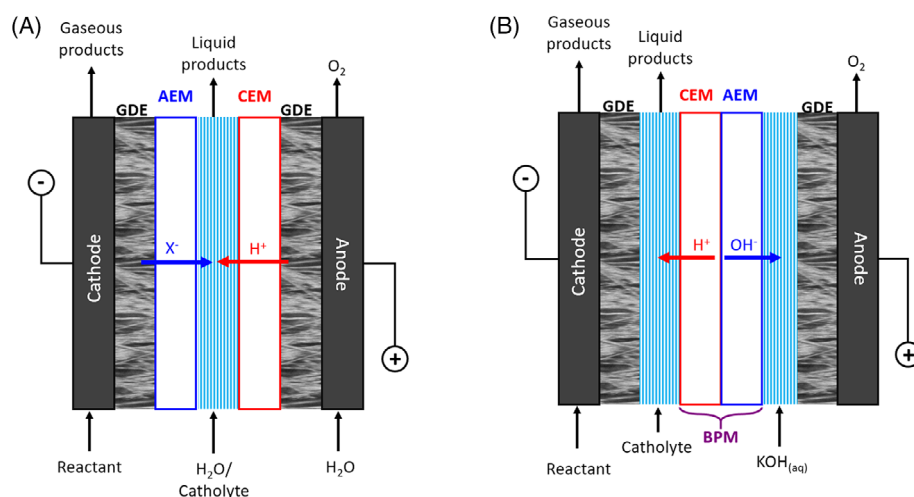 (A)
Gaseous
products
Liquid
products
O₂
GDE
AEM
CEM
GDE
-
Cathode
X⁻
H⁺
Anode
+
Reactant
H₂O/
Catholyte
H₂O
(B)
Gaseous
products
Liquid
products
O₂
GDE
CEM
AEM
GDE
-
Cathode
H⁺
OH⁻
Anode
+
Reactant
Catholyte
BPM
KOH₍aq₎